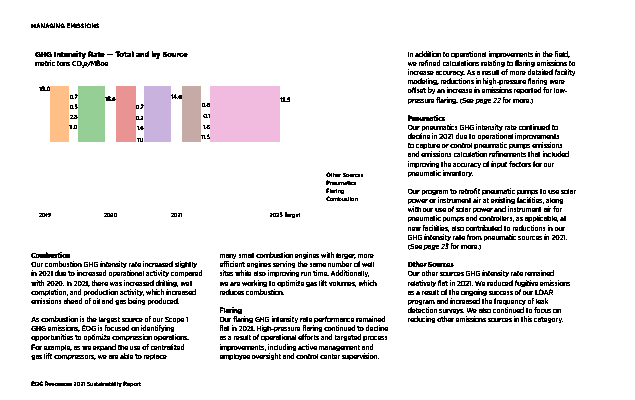 MANAGING EMISSIONS
GHG Intensity Rate — Total and by Source
metric tons CO₂e/MBoe
15.0
0.7
0.5
2.8
11.0
13.6
0.7
0.3
1.6
11.0
14.6
0.6
0.1
1.6
11.5
13.5
Other Sources
Pneumatics
Flaring
Combustion
2019
2020
2021
2025 Target
Combustion
Our combustion GHG intensity rate increased slightly
in 2021 due to increased operational activity compared
with 2020. In 2021, there was increased drilling, well
completion, and production activity, which increased
emissions ahead of oil and gas being produced.
As combustion is the largest source of our Scope 1
GHG emissions, EOG is focused on identifying
opportunities to optimize compression operations.
For example, as we expand the use of centralized
gas lift compressors, we are able to replace
many small combustion engines with larger, more
efficient engines serving the same number of well
sites while also improving run time. Additionally,
we are working to optimize gas lift volumes, which
reduces combustion.
Flaring
Our flaring GHG intensity rate performance remained
flat in 2021. High-pressure flaring continued to decline
as a result of operational efforts and targeted process
improvements, including active management and
employee oversight and control center supervision.
In addition to operational improvements in the field,
we refined calculations relating to flaring emissions to
increase accuracy. As a result of more detailed facility
modeling, reductions in high-pressure flaring were
offset by an increase in emissions reported for low-
pressure flaring. (See page 22 for more.)
Pneumatics
Our pneumatics GHG intensity rate continued to
decline in 2021 due to operational improvements
to capture or control pneumatic pumps emissions
and emissions calculation refinements that included
improving the accuracy of input factors for our
pneumatic inventory.
Our program to retrofit pneumatic pumps to use solar
power or instrument air at existing facilities, along
with our use of solar power and instrument air for
pneumatic pumps and controllers, as applicable, at
new facilities, also contributed to reductions in our
GHG intensity rate from pneumatic sources in 2021.
(See page 23 for more.)
Other Sources
Our other sources GHG intensity rate remained
relatively flat in 2021. We reduced fugitive emissions
as a result of the ongoing success of our LDAR
program and increased the frequency of leak
detection surveys. We also continued to focus on
reducing other emissions sources in this category.
EOG Resources 2021 Sustainability Report